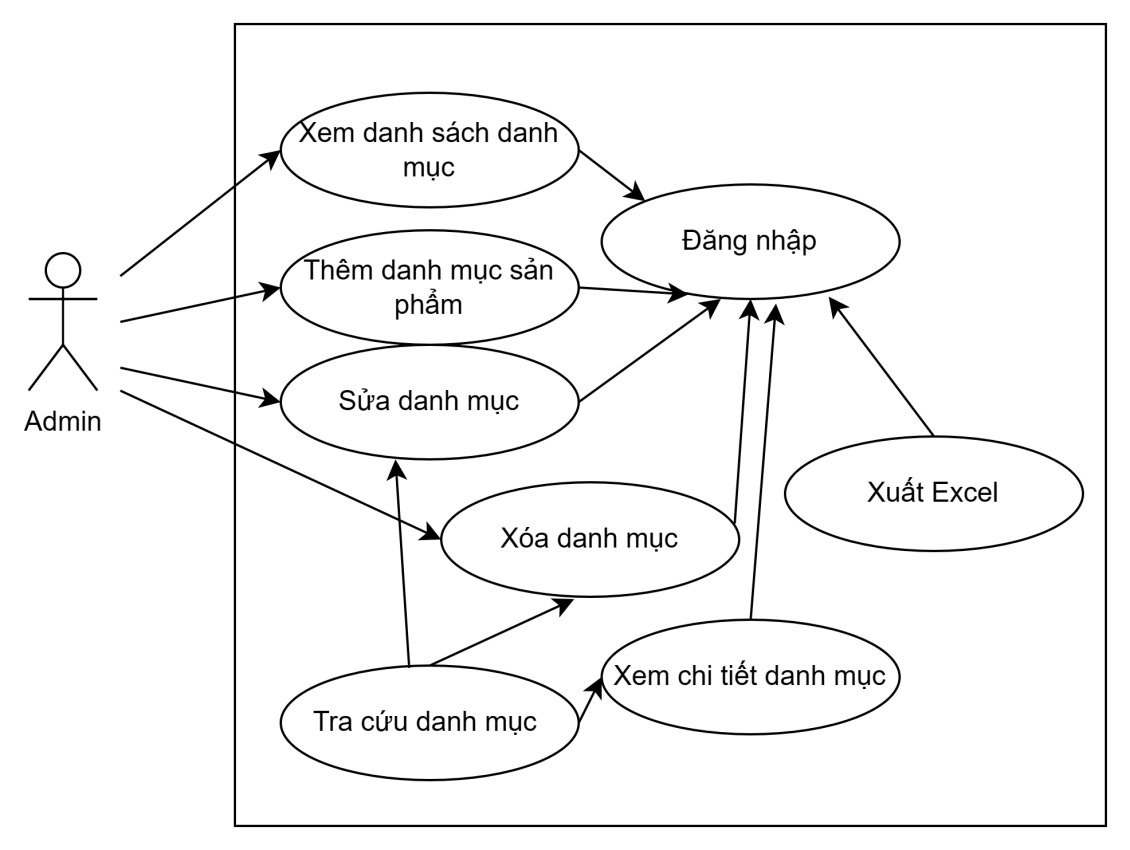 Xem danh sách danh
mục
Đăng nhập
Thêm danh mục sản
phẩm
Sửa danh mục
Admin
Xuất Excel
Xóa danh mục
Xem chi tiết danh mục
Tra cứu danh mục